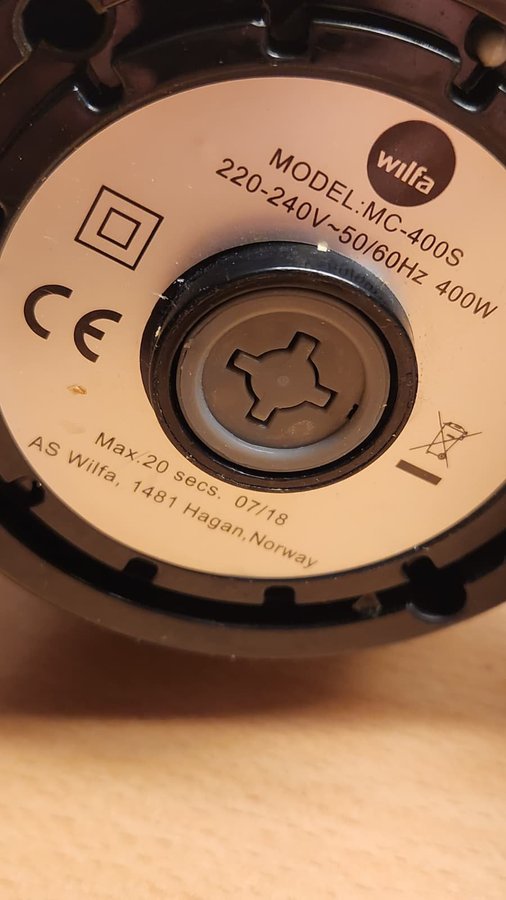 wilfa
MODEL:MC-400S
220-240V~50/60Hz 400W
CE
Max.20 secs. 07/18
AS Wilfa, 1481 Hagan,Norway